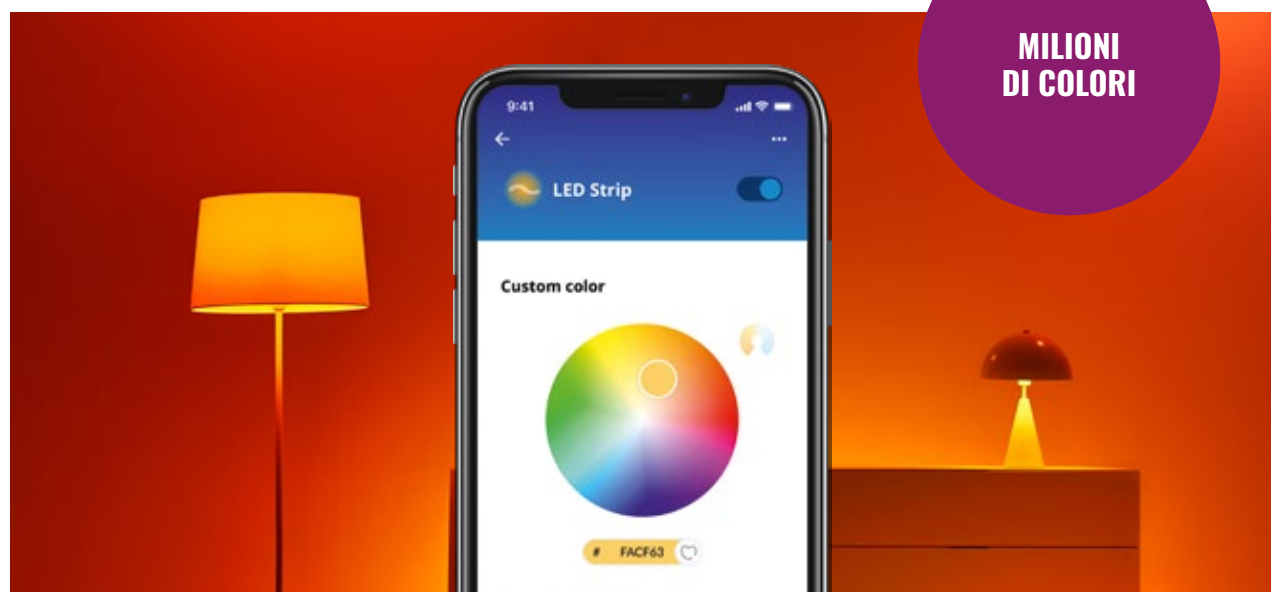 MILIONI
DI COLORI
9:41
LED Strip
Custom color
# FACF63